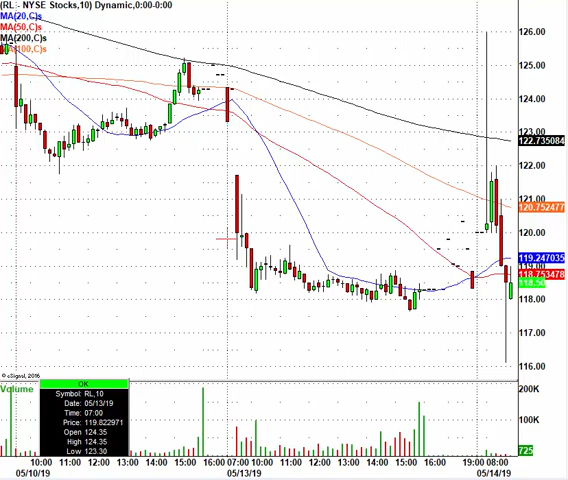 (RL - NYSE Stocks,10) Dynamic,0:00-0:00
MA(20,C)s
MA(50,C)s
MA(200,C)s
MA(100,C)s
126.00
125.00
124.00
123.00
122.735084
122.00
121.00
120.752477
120.00
119.247035
119.00
118.753478
118.50
118.00
117.00
116.00
© eSignal, 2016
Volume
200K
100K
725
OK
Symbol: RL,10
Date: 05/13/19
Time: 07:00
Price: 119.822971
Open 124.35
High 124.35
Low 123.30
10:00 11:00 12:00 13:00 14:00 15:00 16:00 07:00 10:00 11:00 12:00 13:00 14:00 15:00 16:00 19:00 08:00
05/10/19 05/13/19 05/14/19